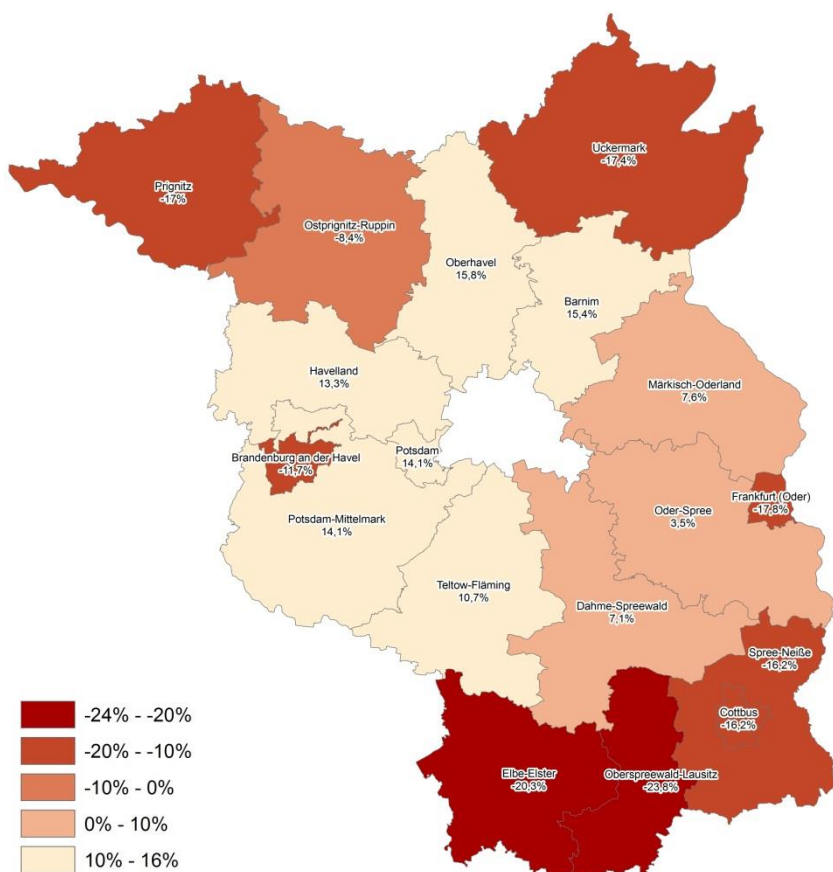 Uckermark
-17,4%
Prignitz
-17%
Ostprignitz-Ruppin
-8,4%
Oberhavel
15,8%
Barnim
15,4%
Havelland
13,3%
Märkisch-Oderland
7,6%
Brandenburg an der Havel
-11,7%
Potsdam
14,1%
Frankfurt (Oder)
-17,8%
Oder-Spree
3,5%
Potsdam-Mittelmark
14,1%
Teltow-Fläming
10,7%
Dahme-Spreewald
7,1%
Spree-Neiße
-16,2%
Cottbus
-16,2%
Elbe-Elster
-20,3%
Oberspreewald-Lausitz
-23,8%
-24% - -20%
-20% - -10%
-10% - 0%
0% - 10%
10% - 16%